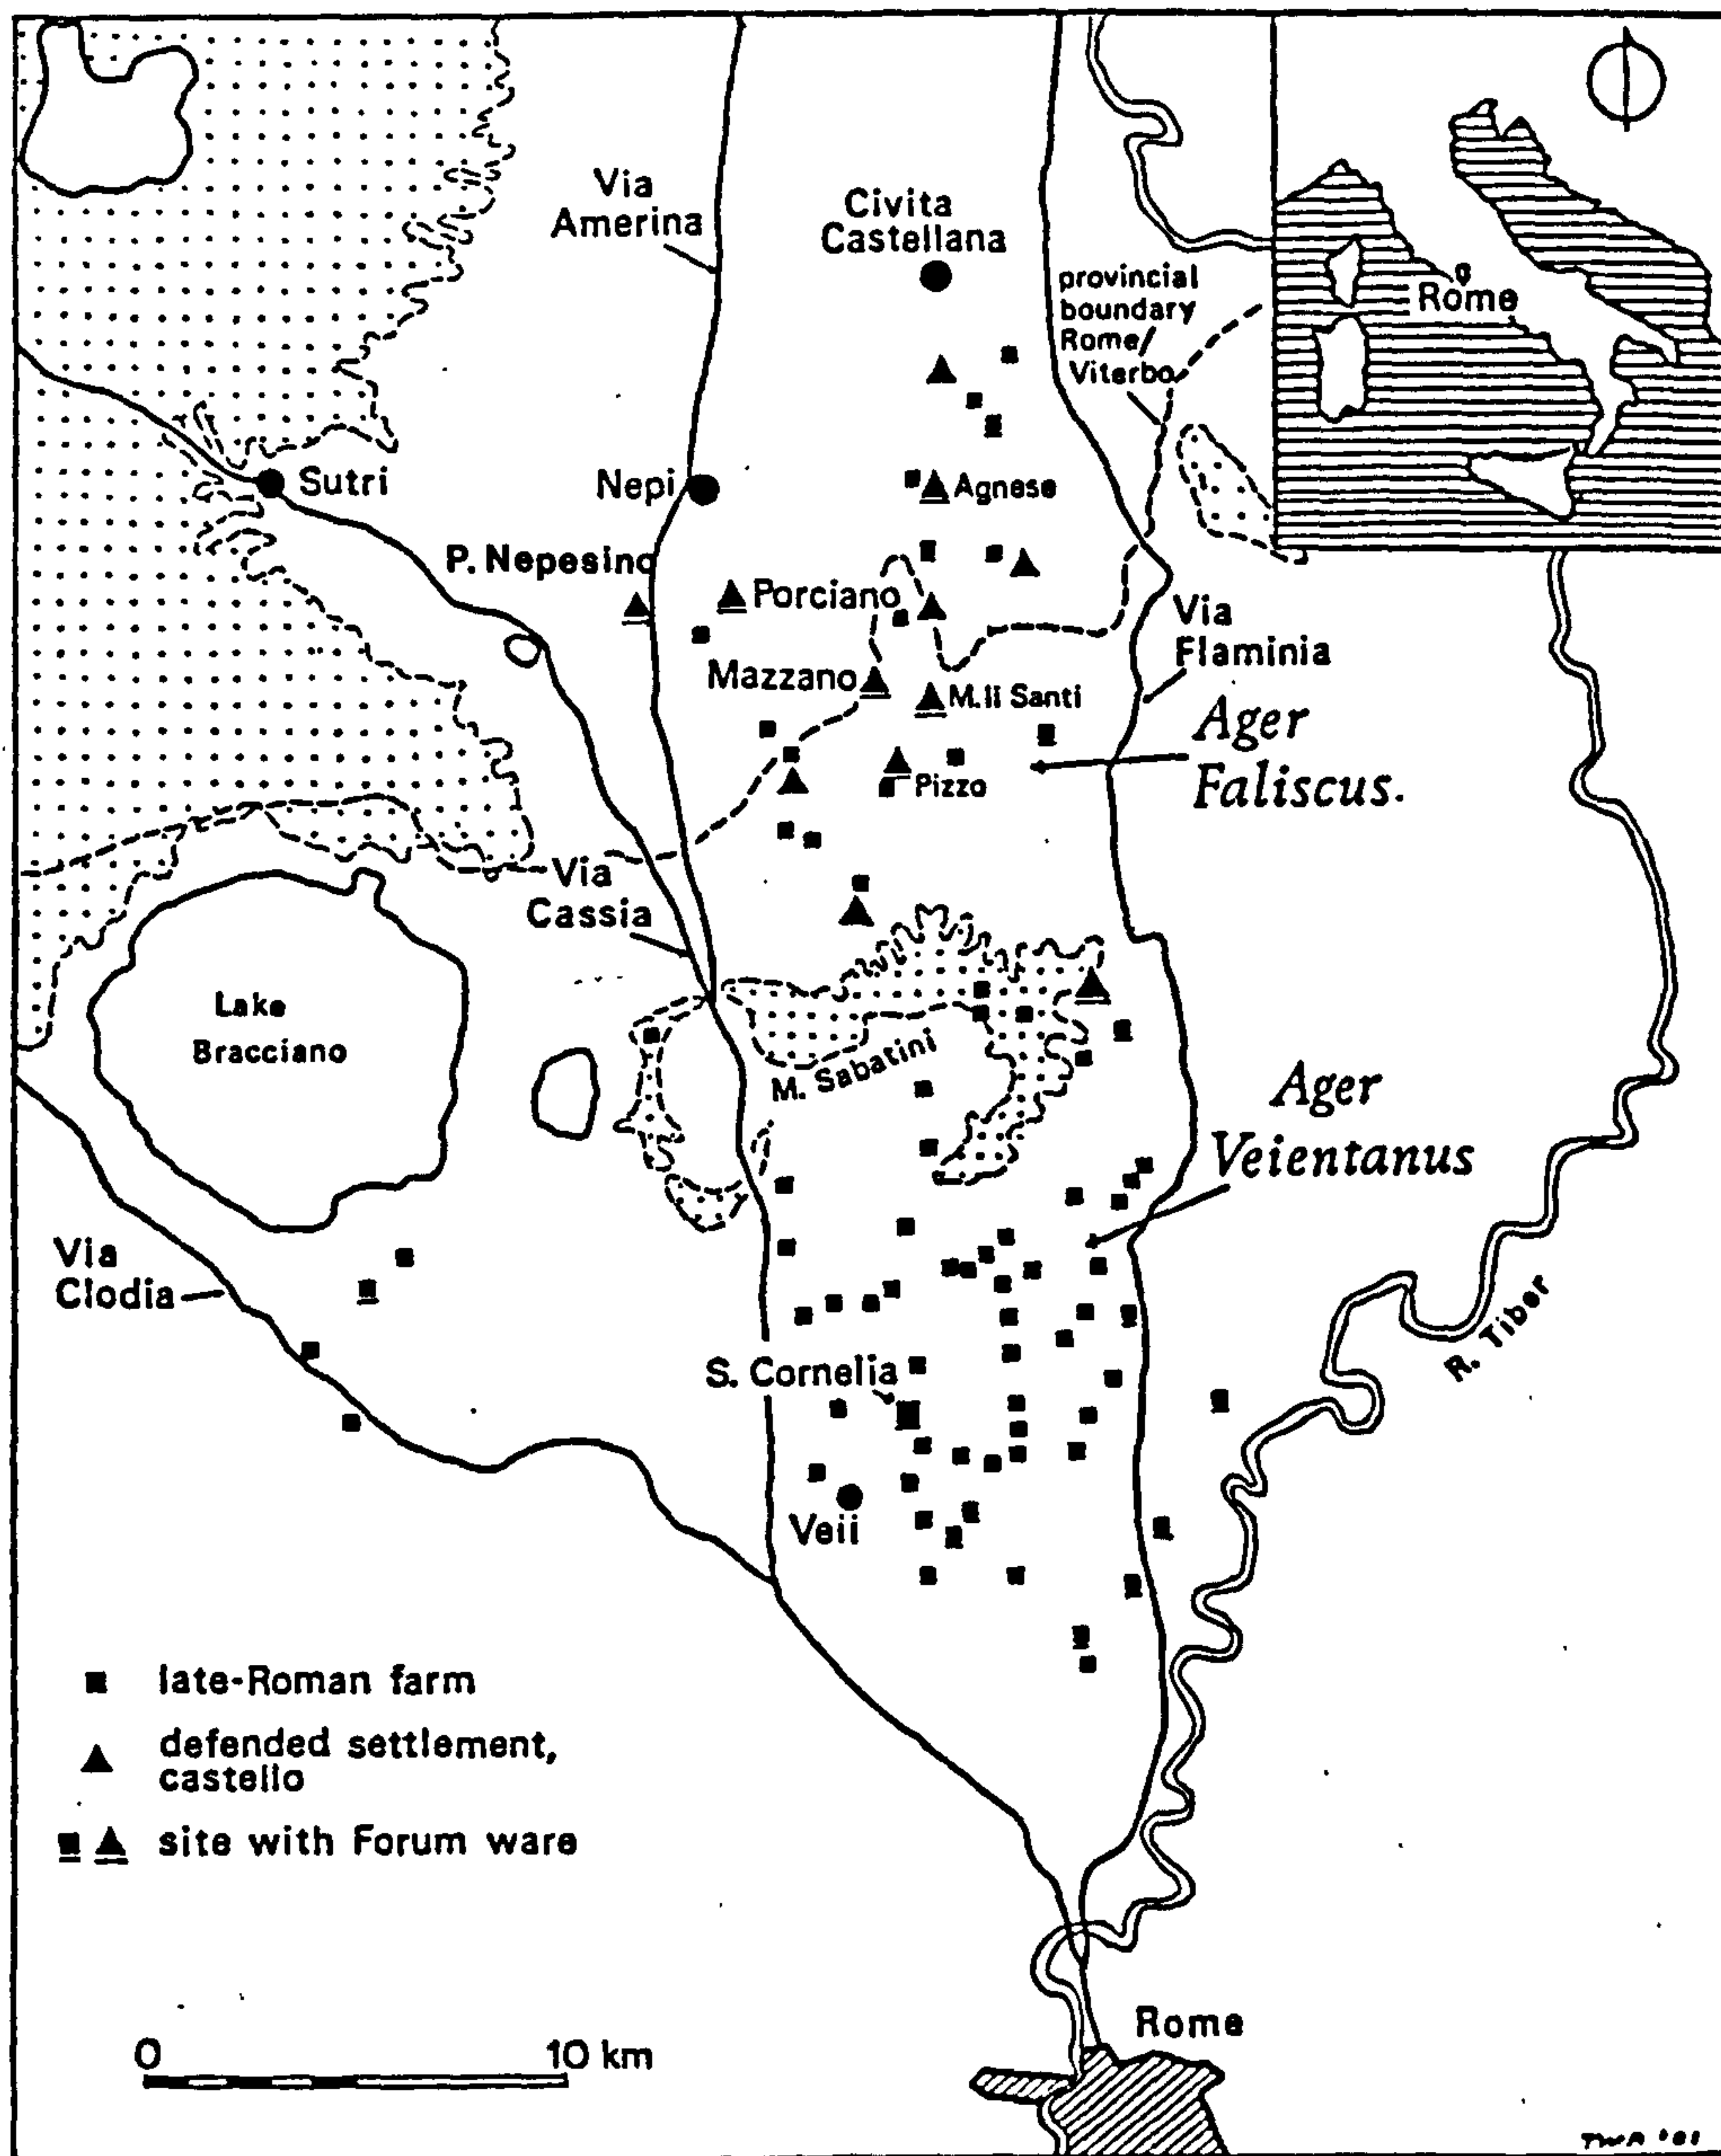 Via
Amerina
Civita
Castellana
provincial
boundary
Rome/
Viterbo
Rome
Sutri
Nepi
Agnese
P. Nepesino
Porciano
Via
Flaminia
Mazzano
M.li Santi
Ager
Faliscus.
Pizzo
Via
Cassia
Lake
Bracciano
M. Sabatini
Ager
Veientanus
Via
Clodia
R. Tiber
S. Cornelia
Veii
late-Roman farm
defended settlement,
castello
site with Forum ware
0 10 km
Rome